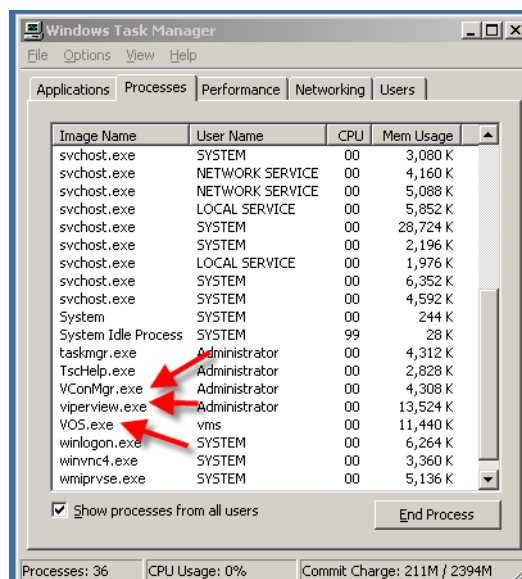 Windows Task Manager
File Options View Help
Applications Processes Performance Networking Users
Image Name User Name CPU Mem Usage
svchost.exe SYSTEM 00 3,080 K
svchost.exe NETWORK SERVICE 00 4,160 K
svchost.exe NETWORK SERVICE 00 5,088 K
svchost.exe LOCAL SERVICE 00 5,852 K
svchost.exe SYSTEM 00 28,724 K
svchost.exe SYSTEM 00 2,196 K
svchost.exe LOCAL SERVICE 00 1,976 K
svchost.exe SYSTEM 00 6,352 K
svchost.exe SYSTEM 00 4,592 K
System SYSTEM 00 244 K
System Idle Process SYSTEM 99 28 K
taskmgr.exe Administrator 00 4,312 K
TscHelp.exe Administrator 00 2,828 K
VConMgr.exe Administrator 00 4,308 K
viperview.exe Administrator 00 13,524 K
VOS.exe vms 00 11,440 K
winlogon.exe SYSTEM 00 6,264 K
winvnc4.exe SYSTEM 00 3,360 K
wmiprvse.exe SYSTEM 00 5,136 K
Show processes from all users End Process
Processes: 36 CPU Usage: 0% Commit Charge: 211M / 2394M